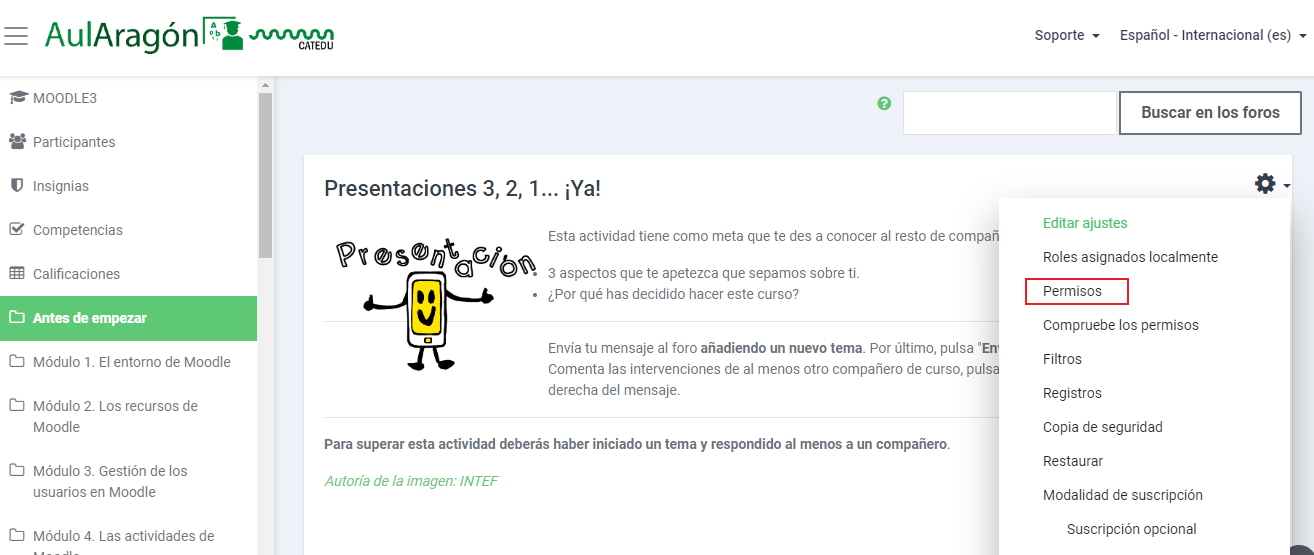 AulAragón
CATEDU
Soporte
Español - Internacional (es)
MOODLE3
Participantes
Insignias
Competencias
Calificaciones
Antes de empezar
Módulo 1. El entorno de Moodle
Módulo 2. Los recursos de
Moodle
Módulo 3. Gestión de los
usuarios en Moodle
Módulo 4. Las actividades de
Buscar en los foros
Presentaciones 3, 2, 1... ¡Ya!
Presentación
Esta actividad tiene como meta que te des a conocer al resto de compañ
3 aspectos que te apetezca que sepamos sobre ti.
¿Por qué has decidido hacer este curso?
Envía tu mensaje al foro añadiendo un nuevo tema. Por último, pulsa "En
Comenta las intervenciones de al menos otro compañero de curso, pulsa
derecha del mensaje.
Para superar esta actividad deberás haber iniciado un tema y respondido al menos a un compañero.
Autoría de la imagen: INTEF
Editar ajustes
Roles asignados localmente
Permisos
Compruebe los permisos
Filtros
Registros
Copia de seguridad
Restaurar
Modalidad de suscripción
Suscripción opcional